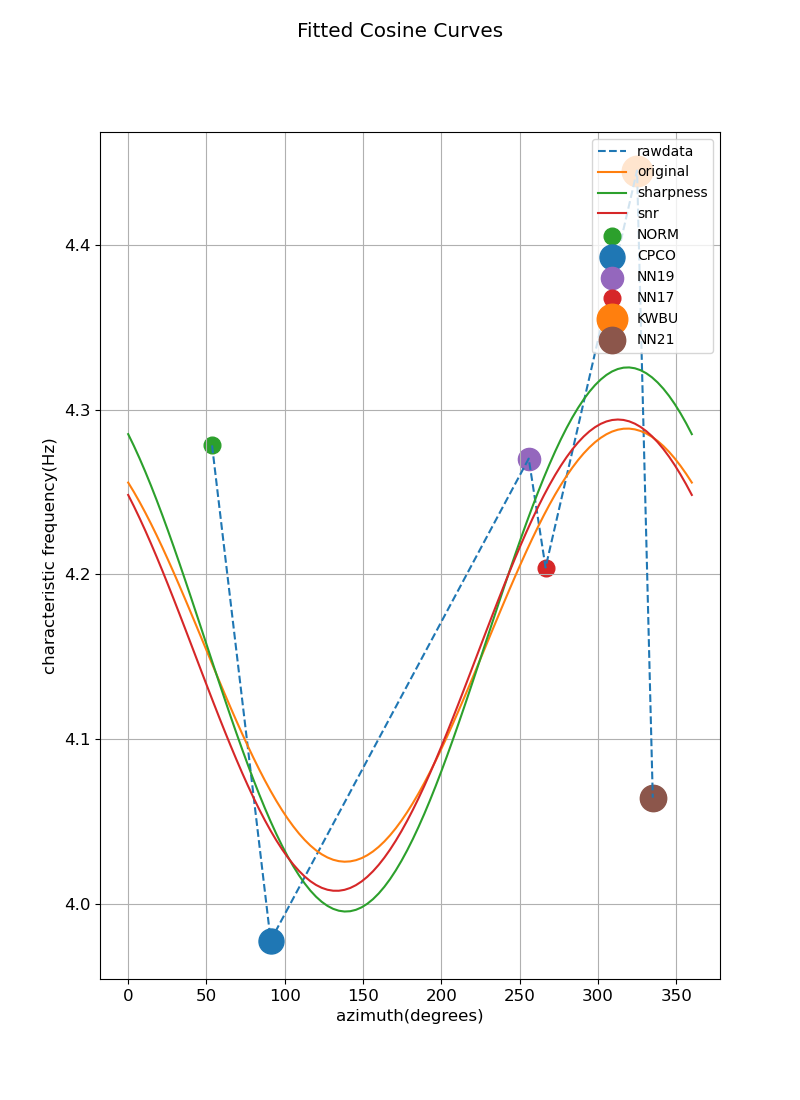 Fitted Cosine Curves
rawdata
original
sharpness
snr
NORM
CPCO
NN19
NN17
KWBU
NN21
4.4
4.3
4.2
4.1
4.0
characteristic frequency(Hz)
0 50 100 150 200 250 300 350
azimuth(degrees)